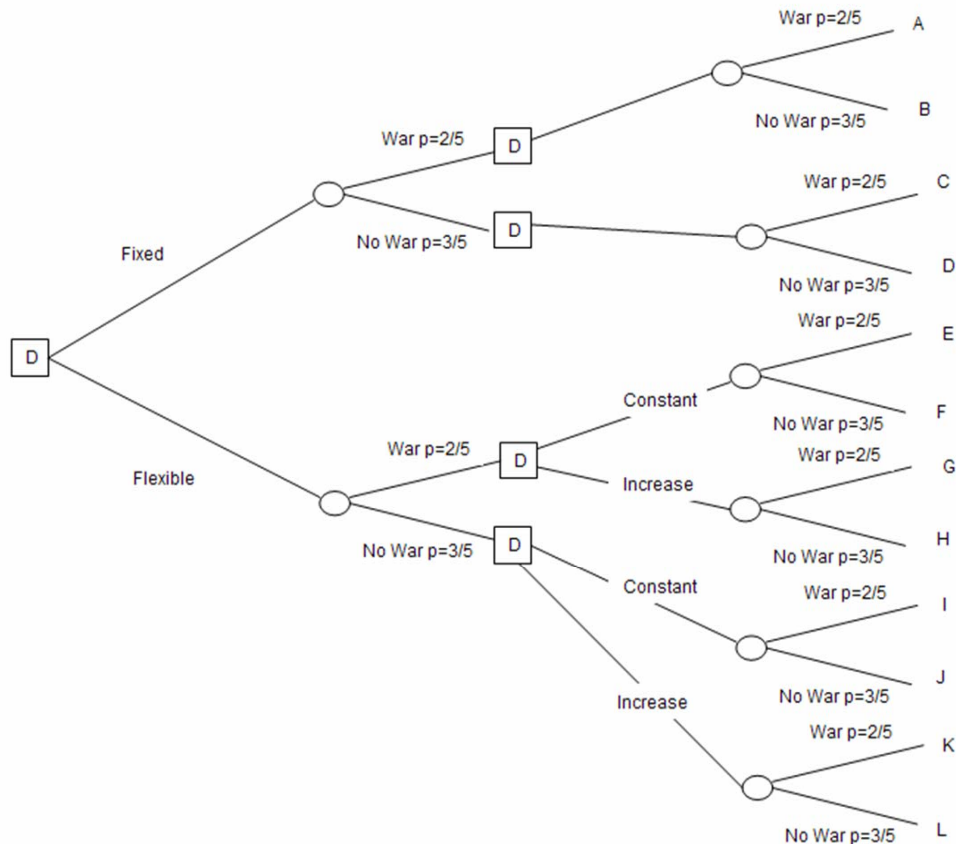 War p=2/5
A
B
No War p=3/5
War p=2/5
D
War p=2/5
C
D
No War p=3/5
D
No War p=3/5
Fixed
D
War p=2/5
E
Constant
F
No War p=3/5
War p=2/5
D
War p=2/5
G
Flexible
Increase
H
No War p=3/5
D
No War p=3/5
Constant
War p=2/5
I
J
No War p=3/5
Increase
War p=2/5
K
L
No War p=3/5